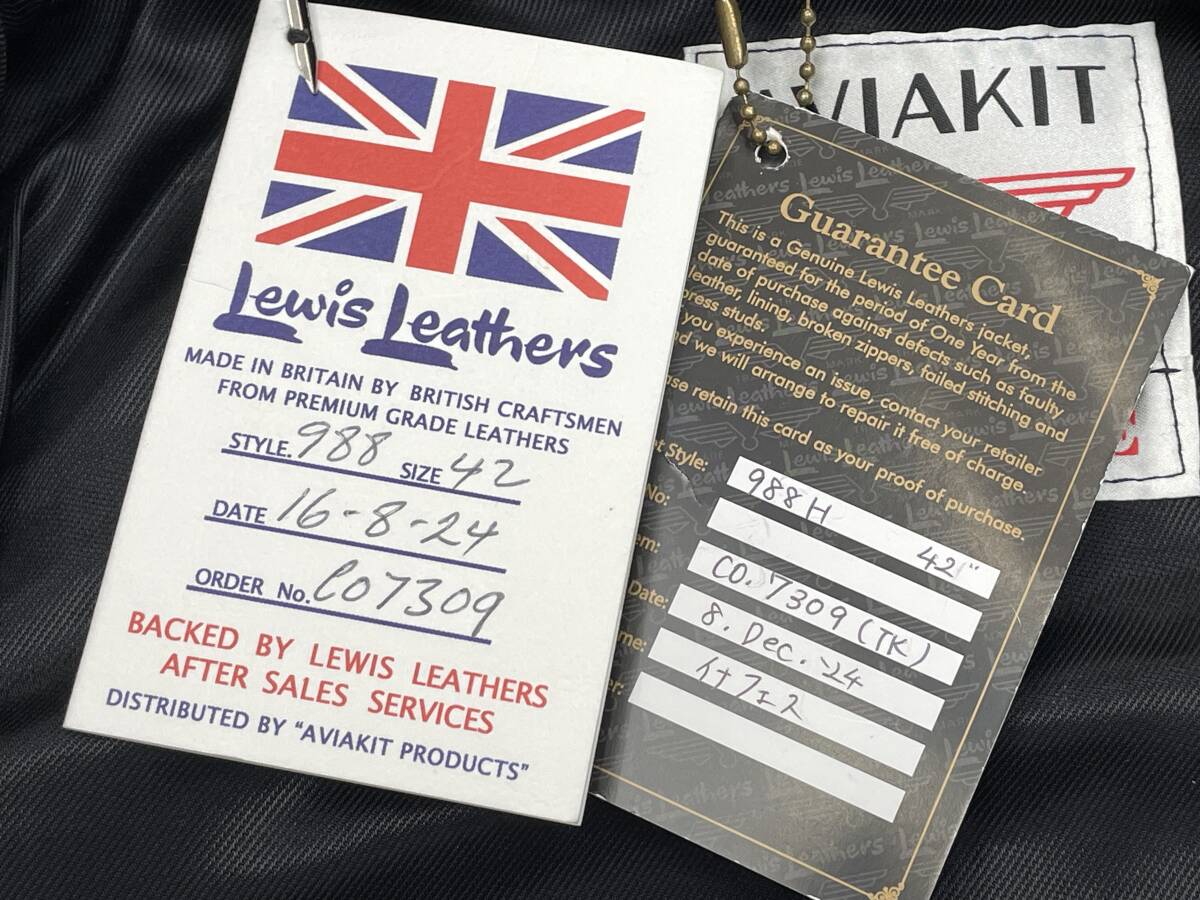 Lewis Leathers
MADE IN BRITAIN BY BRITISH CRAFTSMEN
FROM PREMIUM GRADE LEATHERS
STYLE. 988 SIZE 42
DATE 16-8-24
ORDER No. CO7309
BACKED BY LEWIS LEATHERS
AFTER SALES SERVICES
DISTRIBUTED BY "AVIAKIT PRODUCTS"
AVIAKIT
Guarantee Card
This is a Genuine Lewis Leathers jacket,
guaranteed for the period of One Year from the
date of purchase against defects such as faulty
leather, lining, broken zippers, failed stitching and
press studs.
you experience an issue, contact your retailer
we will arrange to repair it free of charge.
retain this card as your proof of purchase.
Style: 988H 42"
No:
CO.7309(TK)
Date: 8. Dec. '24
イナフェス